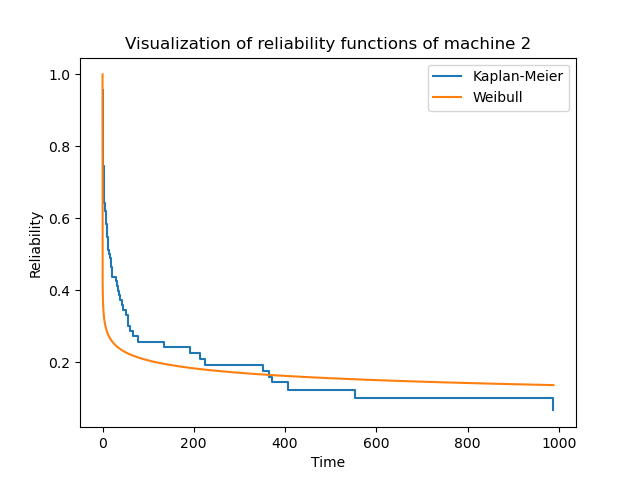 Visualization of reliability functions of machine 2
Kaplan-Meier
Weibull
1.0
0.8
0.6
0.4
0.2
Reliability
0 200 400 600 800 1000
Time